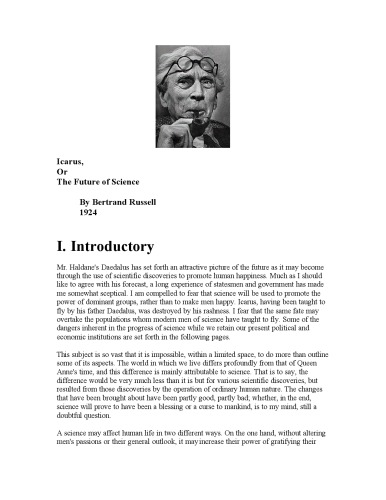 Icarus,
Or
The Future of Science
By Bertrand Russell
1924
I. Introductory
Mr. Haldane's Daedalus has set forth an attractive picture of the future as it may become
through the use of scientific discoveries to promote human happiness. Much as I should
like to agree with his forecast, a long experience of statesmen and government has made
me somewhat sceptical. I am compelled to fear that science will be used to promote the
power of dominant groups, rather than to make men happy. Icarus, having been taught to
fly by his father Daedalus, was destroyed by his rashness. I fear that the same fate may
overtake the populations whom modern men of science have taught to fly. Some of the
dangers inherent in the progress of science while we retain our present political and
economic institutions are set forth in the following pages.
This subject is so vast that it is impossible, within a limited space, to do more than outline
some of its aspects. The world in which we live differs profoundly from that of Queen
Anne's time, and this difference is mainly attributable to science. That is to say, the
difference would be very much less than it is but for various scientific discoveries, but
resulted from those discoveries by the operation of ordinary human nature. The changes
that have been brought about have been partly good, partly bad; whether, in the end,
science will prove to have been a blessing or a curse to mankind, is to my mind, still a
doubtful question.
A science may affect human life in two different ways. On the one hand, without altering
men's passions or their general outlook, it may increase their power of gratifying their